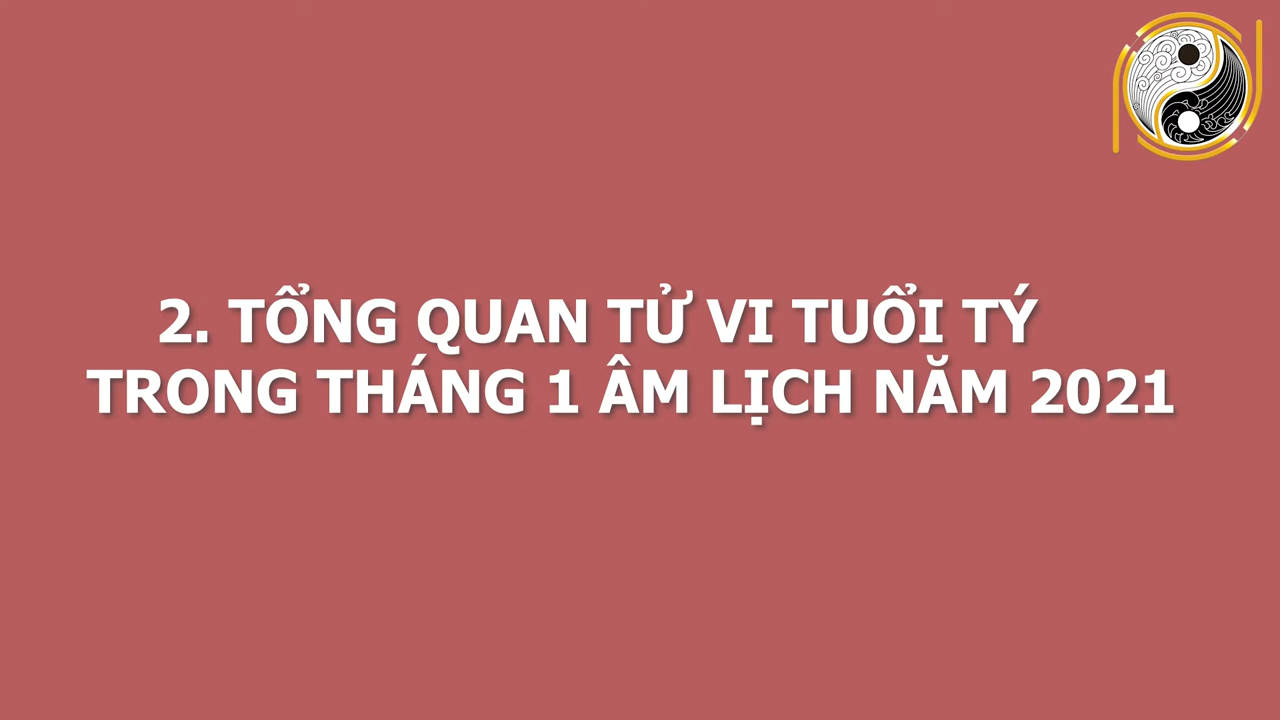 2. TỔNG QUAN TỬ VI TUỔI TÝ
TRONG THÁNG 1 ÂM LỊCH NĂM 2021